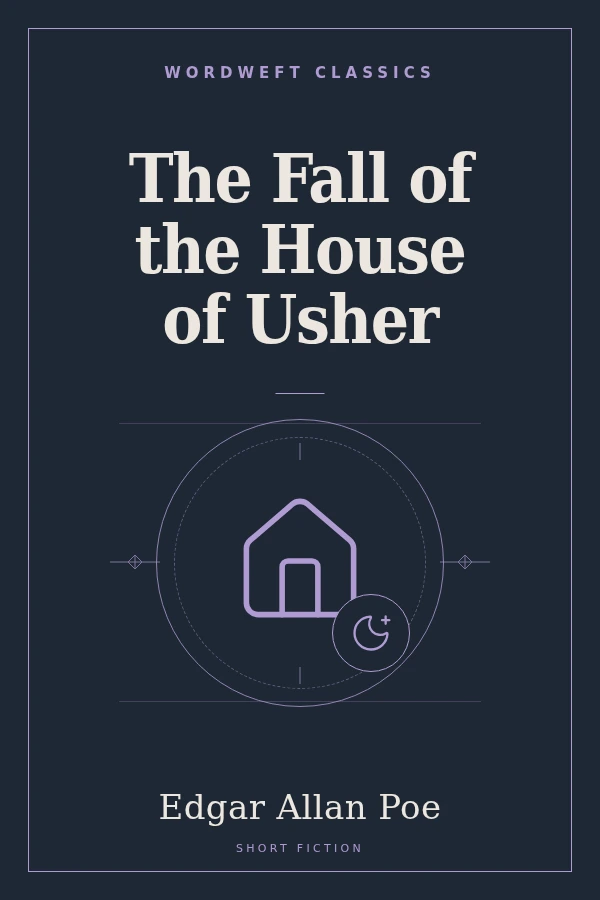 WORDWEFT CLASSICS
The Fall of
the House
of Usher
Edgar Allan Poe
SHORT FICTION